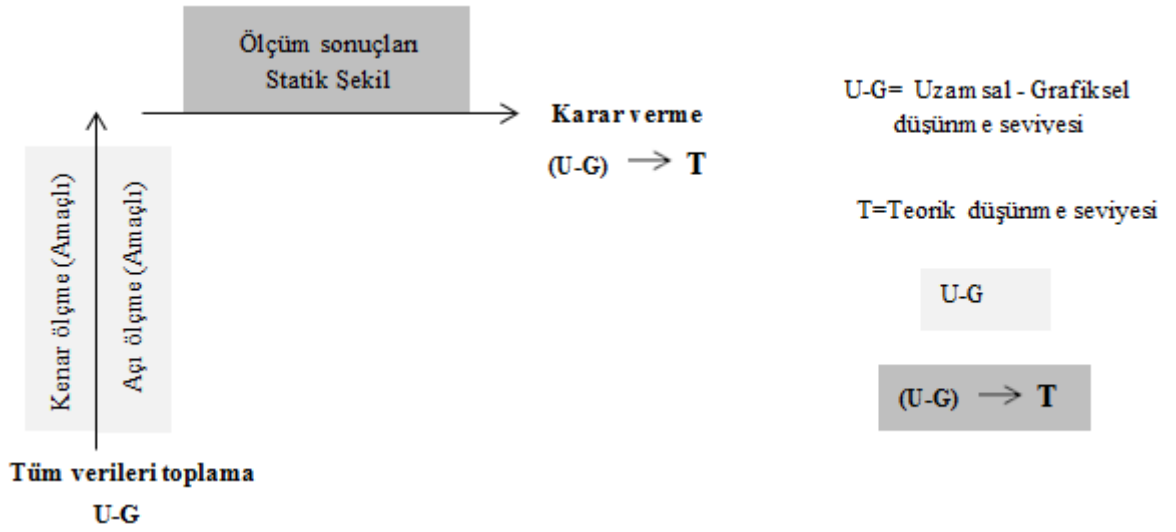 Ölçüm sonuçları
Statik Şekil
Karar verme
(U-G) → T
Kenar ölçme (Amaçlı)
Açı ölçme (Amaçlı)
Tüm verileri toplama
U-G
U-G= Uzamsal - Grafiksel
düşünme seviyesi
T=Teorik düşünme seviyesi
U-G
(U-G) → T